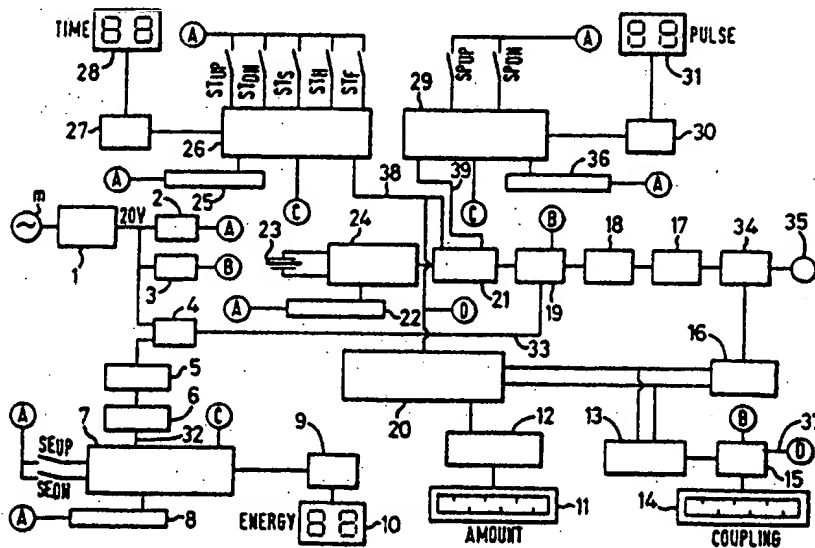 TIME 88
28
A
STUP STDN STS STH STF
26
27
A 25
C
38
A
SPUP SPDN
29
39
C
36 A
88 PULSE
31
30
E
1
20V
2 A
3 B
4
5
6
32
7
A
SEUP
SEDN
A 8
C
9
ENERGY 88 10
23
24
A 22
D
33
21
B
19
18
17
34
35
16
20
12
11
AMOUNT
13
B
37
D
15
14
COUPLING